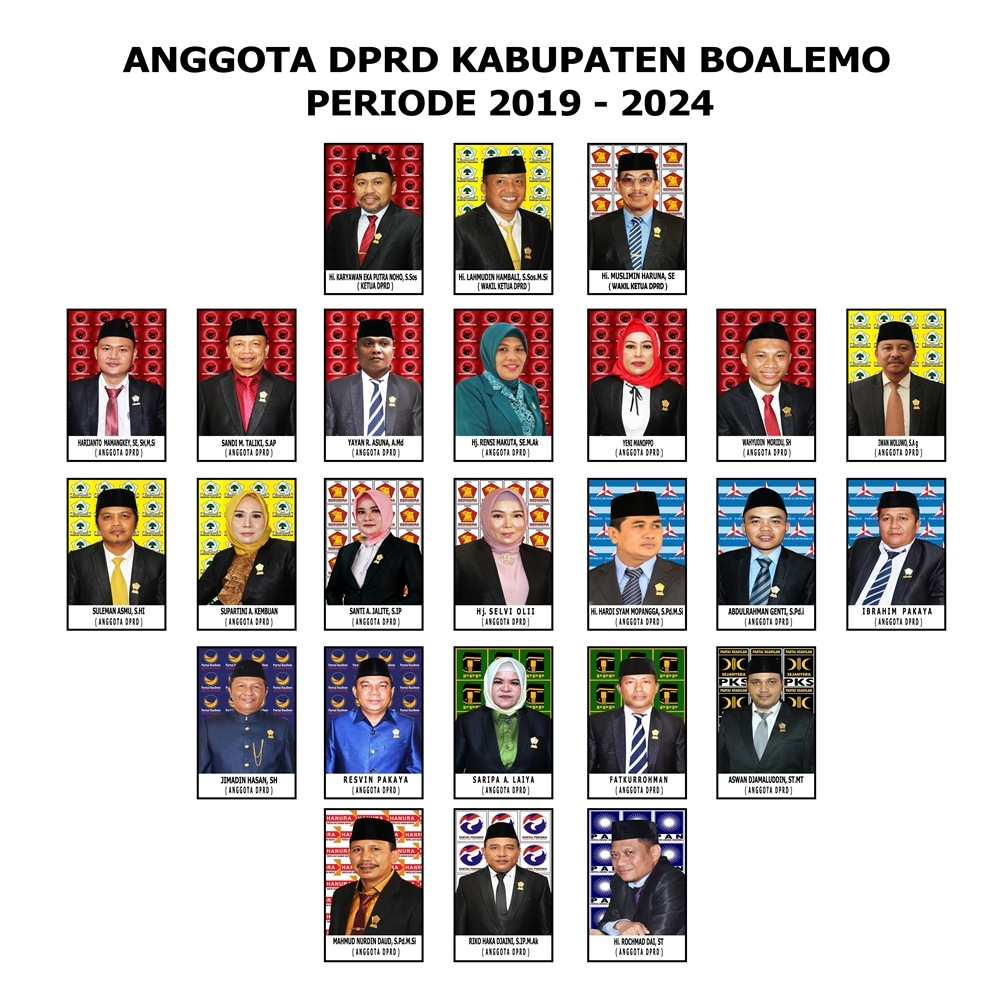 ANGGOTA DPRD KABUPATEN BOALEMO
PERIODE 2019 - 2024
Hi. KARYAWAN EKA PUTRA NOHO, S.Sos
( KETUA DPRD )
Hi. LAHMUDIN HAMBALI, S.Sos.M.Si
( WAKIL KETUA DPRD )
Hi. MUSLIMIN HARUNA, SE
( WAKIL KETUA DPRD )
HARIJANTO MAMANGKEY, SE, SH,M,Si
( ANGGOTA DPRD )
SANDI M. TALIKI, S.AP
( ANGGOTA DPRD )
YAYAN R. ASUNA, A.Md
( ANGGOTA DPRD )
Hj. RENSI MAKUTA, SE.M.Ak
( ANGGOTA DPRD )
YENI MANOPPO
( ANGGOTA DPRD )
WAHYUDIN MORIDU, SH
( ANGGOTA DPRD )
IWAN WOLUWO, S.Ag
( ANGGOTA DPRD )
SULEMAN ASMU, S.HI
( ANGGOTA DPRD )
SUPARTINI A. KEMBUAN
( ANGGOTA DPRD )
SANTI A. JALITE, S.IP
( ANGGOTA DPRD )
Hj. SELVI OLII
( ANGGOTA DPRD )
Hi. HARDI SYAM MOPANGGA, S.Pd.M.Si
( ANGGOTA DPRD )
ABDULRAHMAN GENTI, S.Pd.i
( ANGGOTA DPRD )
IBRAHIM PAKAYA
( ANGGOTA DPRD )
JIMADIN HASAN, SH
( ANGGOTA DPRD )
RESVIN PAKAYA
( ANGGOTA DPRD )
SARIPA A. LAIYA
( ANGGOTA DPRD )
FATKURROHMAN
( ANGGOTA DPRD )
ASWAN DJAMALUDDIN, ST.MT
( ANGGOTA DPRD )
MAHMUD NURDIN DAUD, S.Pd.M.Si
( ANGGOTA DPRD )
RIKO HAKA DJAINI, S.IP.M.Ak
( ANGGOTA DPRD )
Hi. ROCHMAD DAI, ST
( ANGGOTA DPRD )